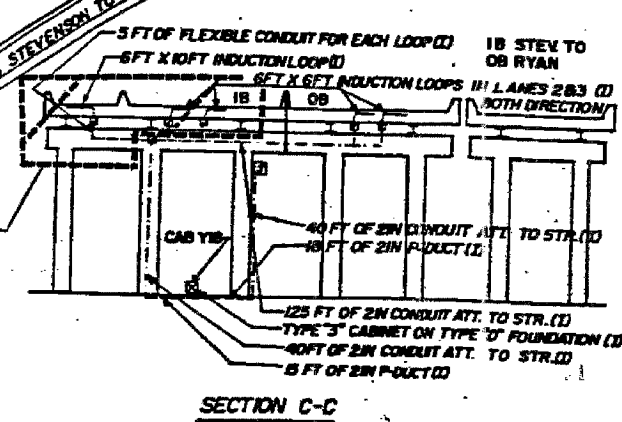 STEVENSON TO
5 FT OF FLEXIBLE CONDUIT FOR EACH LOOP(I)
1B STEV. TO
OB RYAN
6FT X 10FT INDUCTION LOOP(I)
6FT X 6FT INDUCTION LOOPS IN LANES 2&3 (I)
BOTH DIRECTION
IB
OB
J
40 FT OF 2IN CONDUIT ATT. TO STR.(I)
CAB Y1B
18 FT OF 2IN P-DUCT(I)
125 FT OF 2IN CONDUIT ATT. TO STR.(I)
TYPE "3" CABINET ON TYPE "D" FOUNDATION (I)
40FT OF 2IN CONDUIT ATT. TO STR.(I)
15 FT OF 2IN P-DUCT(I)
SECTION C-C